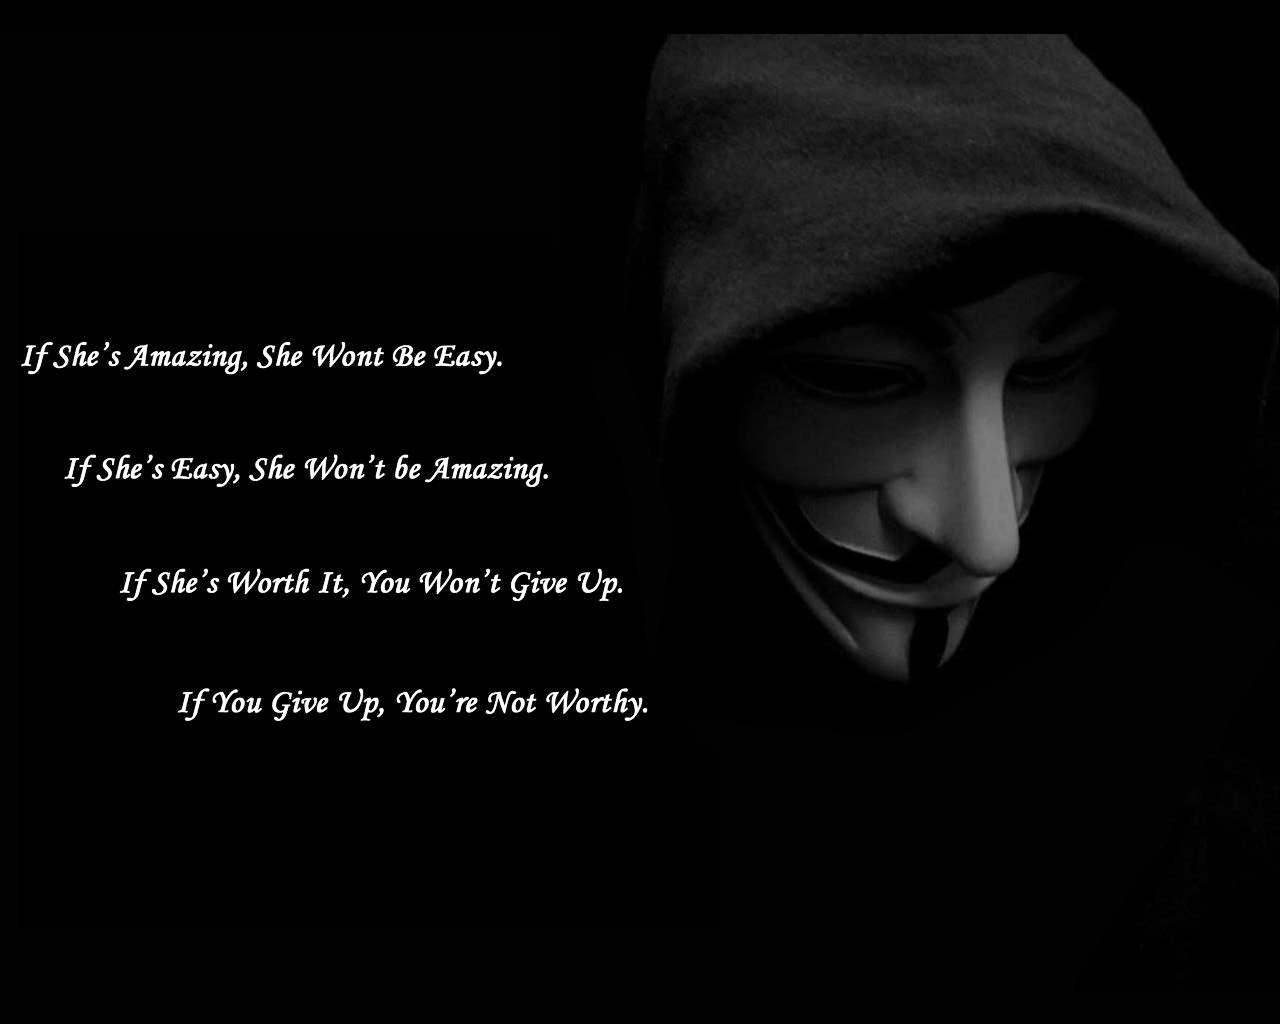 If She's Amazing, She Wont Be Easy.
If She's Easy, She Won't be Amazing.
If She's Worth It, You Won't Give Up.
If You Give Up, You're Not Worthy.